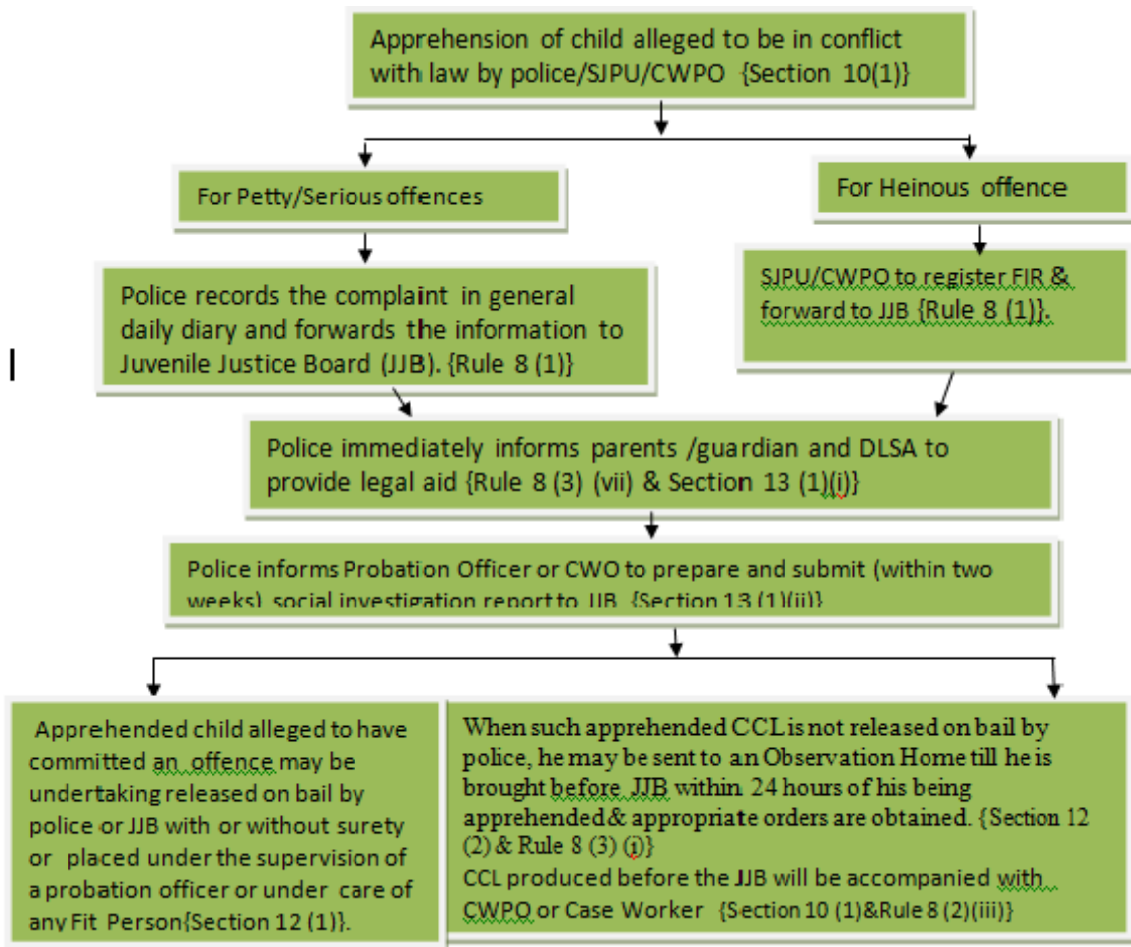 Apprehension of child alleged to be in conflict
with law by police/SJPU/CWPO {Section 10(1)}
For Petty/Serious offences
For Heinous offence
Police records the complaint in general
daily diary and forwards the information to
Juvenile Justice Board (JJB). {Rule 8 (1)}
SJPU/CWPO to register FIR &
forward to JJB {Rule 8 (1)}.
Police immediately informs parents /guardian and DLSA to
provide legal aid {Rule 8 (3) (vii) & Section 13 (1)(i)}
Police informs Probation Officer or CWO to prepare and submit (within two
weeks) social investigation report to JJB {Section 13 (1)(ii)}
Apprehended child alleged to have
committed an offence may be
undertaking released on bail by
police or JJB with or without surety
or placed under the supervision of
a probation officer or under care of
any Fit Person{Section 12 (1)}.
When such apprehended CCL is not released on bail by
police, he may be sent to an Observation Home till he is
brought before JJB within 24 hours of his being
apprehended & appropriate orders are obtained. {Section 12
(2) & Rule 8 (3) (i)}
CCL produced before the JJB will be accompanied with
CWPO or Case Worker {Section 10 (1)&Rule 8 (2)(iii)}